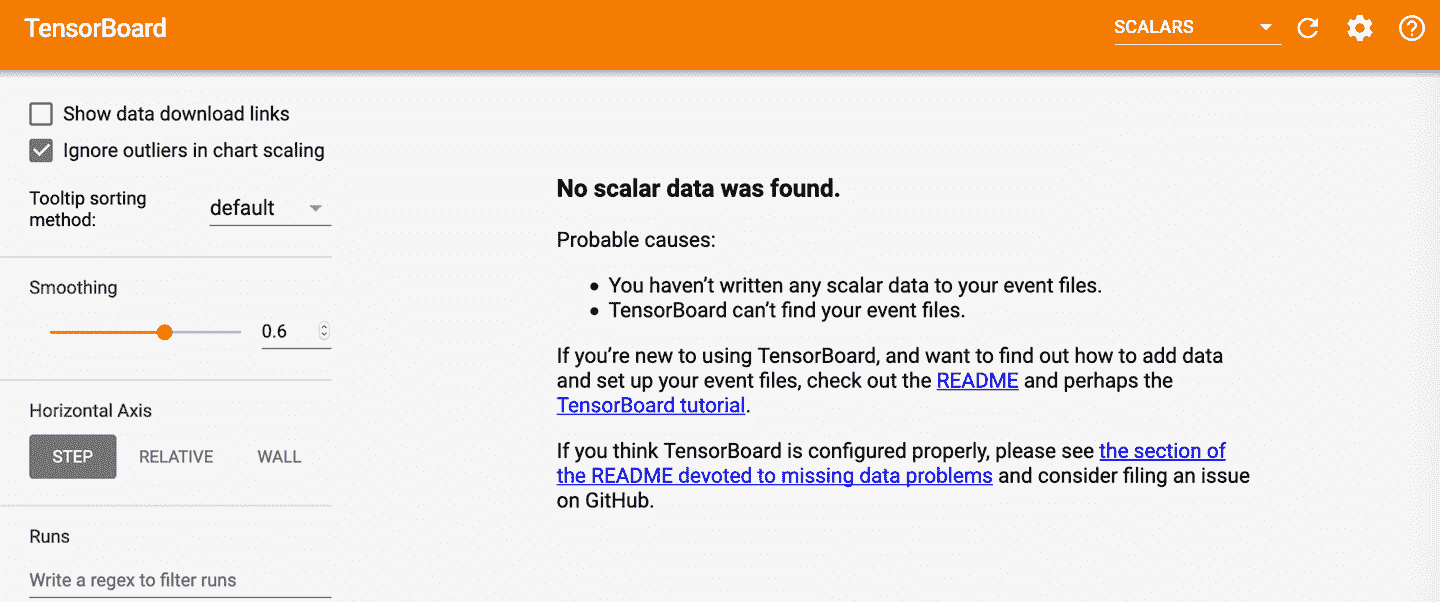 TensorBoard
SCALARS
Show data download links
Ignore outliers in chart scaling
Tooltip sorting
method:
default
Smoothing
0.6
Horizontal Axis
STEP RELATIVE WALL
Runs
Write a regex to filter runs
No scalar data was found.
Probable causes:
• You haven’t written any scalar data to your event files.
• TensorBoard can’t find your event files.
If you’re new to using TensorBoard, and want to find out how to add data
and set up your event files, check out the README and perhaps the
TensorBoard tutorial.
If you think TensorBoard is configured properly, please see the section of
the README devoted to missing data problems and consider filing an issue
on GitHub.